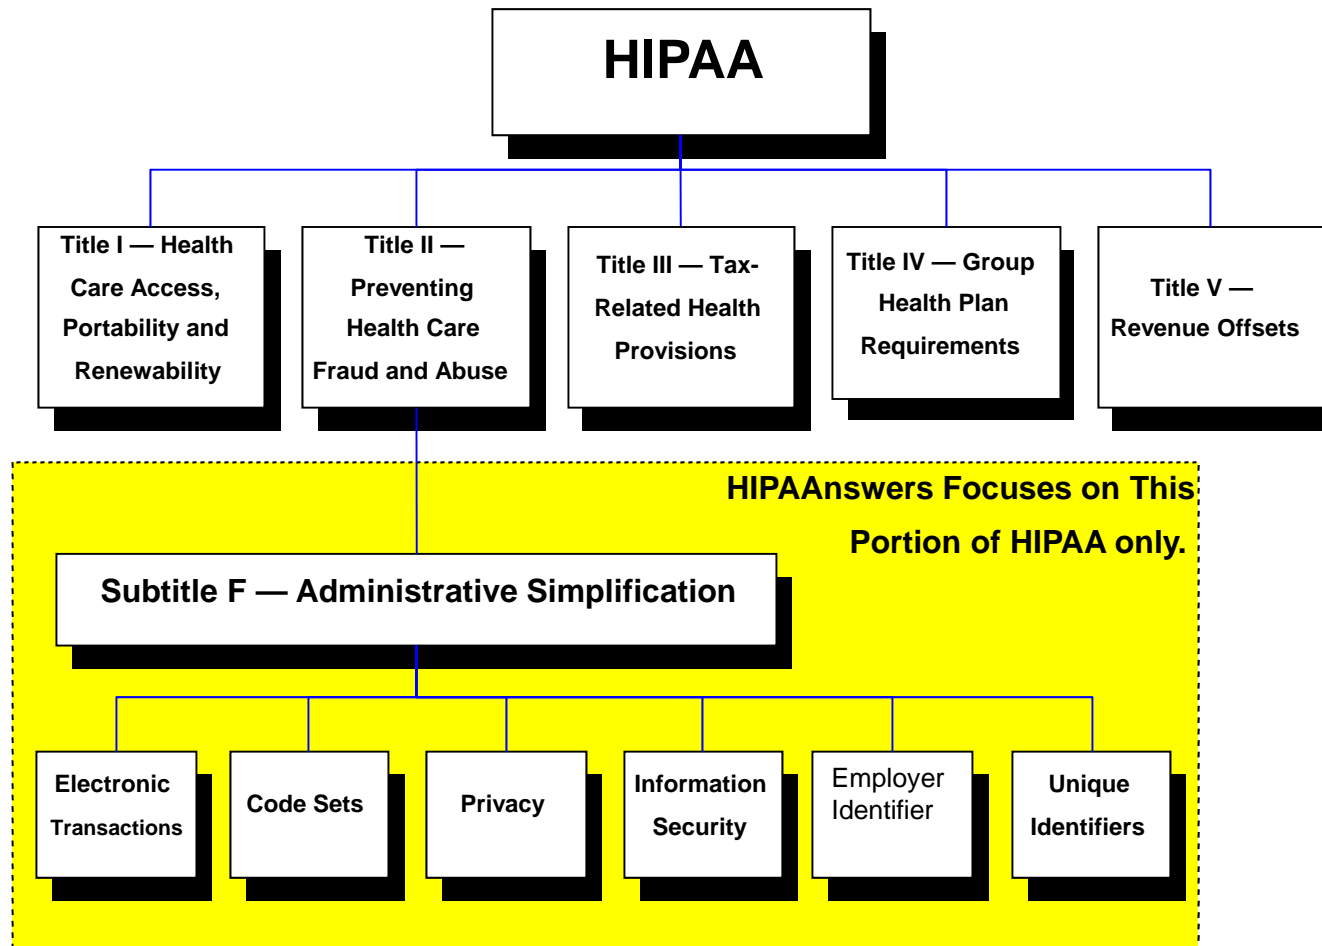 HIPAA
Title I — Health
Care Access,
Portability and
Renewability
Title II —
Preventing
Health Care
Fraud and Abuse
Title III — Tax-
Related Health
Provisions
Title IV — Group
Health Plan
Requirements
Title V —
Revenue Offsets
HIPAAnswers Focuses on This
Portion of HIPAA only.
Subtitle F — Administrative Simplification
Electronic
Transactions
Code Sets
Privacy
Information
Security
Employer
Identifier
Unique
Identifiers